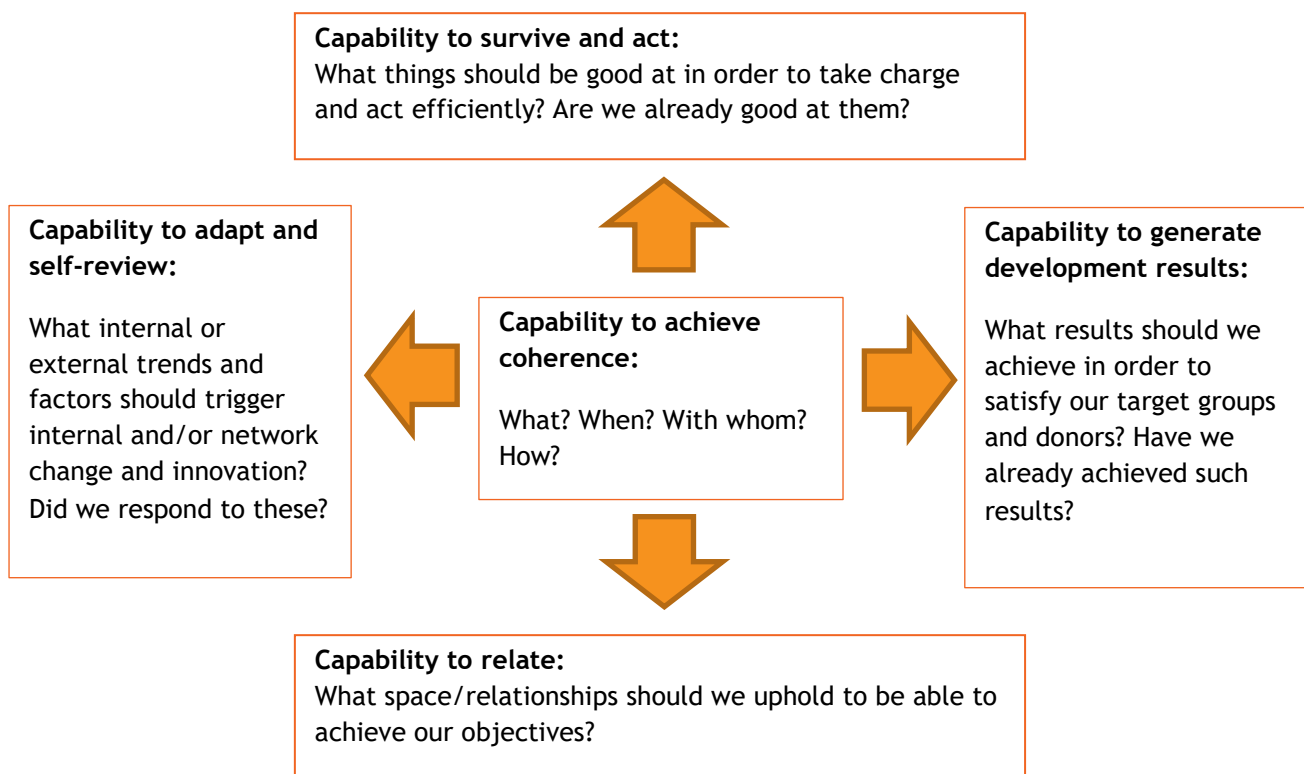 Capability to survive and act:
What things should be good at in order to take charge
and act efficiently? Are we already good at them?
Capability to adapt and
self-review:
What internal or
external trends and
factors should trigger
internal and/or network
change and innovation?
Did we respond to these?
Capability to achieve
coherence:
What? When? With whom?
How?
Capability to generate
development results:
What results should we
achieve in order to
satisfy our target groups
and donors? Have we
already achieved such
results?
Capability to relate:
What space/relationships should we uphold to be able to
achieve our objectives?